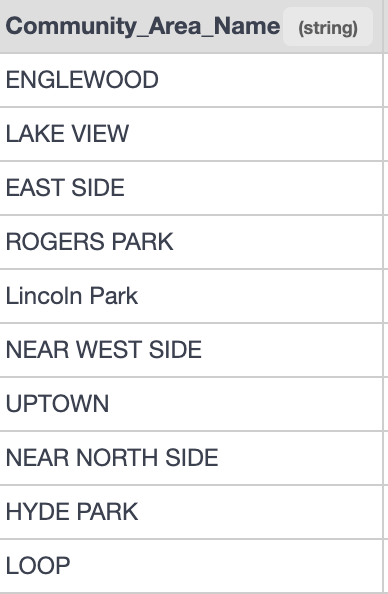 Community_Area_Name (string)
ENGLEWOOD
LAKE VIEW
EAST SIDE
ROGERS PARK
Lincoln Park
NEAR WEST SIDE
UPTOWN
NEAR NORTH SIDE
HYDE PARK
LOOP